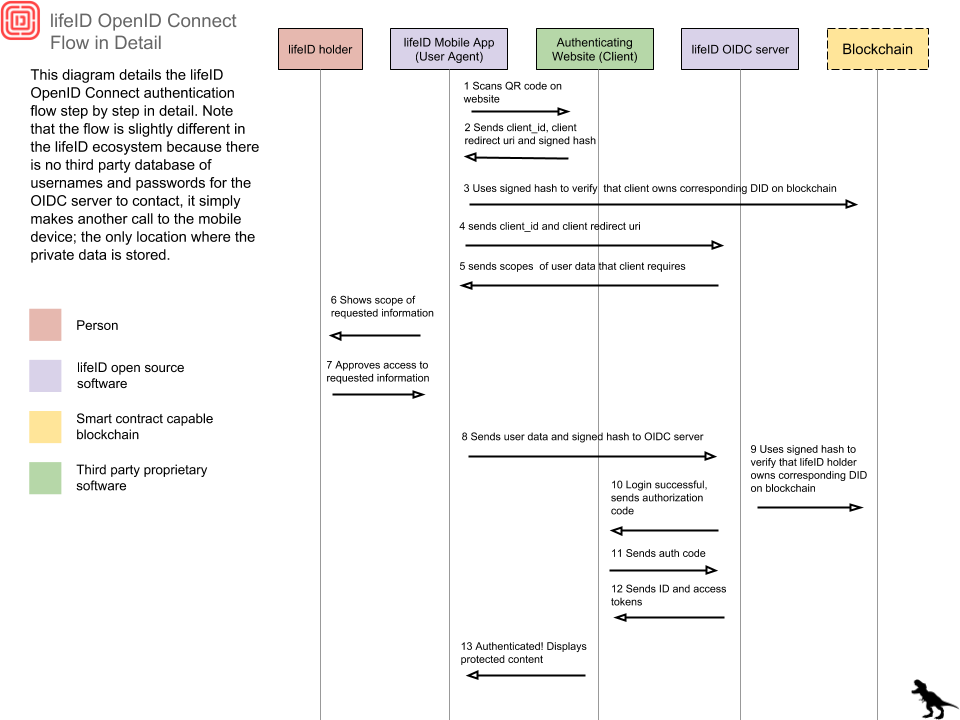 lifeID OpenID Connect
Flow in Detail
This diagram details the lifeID
OpenID Connect authentication
flow step by step in detail. Note
that the flow is slightly different in
the lifeID ecosystem because there
is no third party database of
usernames and passwords for the
OIDC server to contact, it simply
makes another call to the mobile
device; the only location where the
private data is stored.
Person
lifeID open source
software
Smart contract capable
blockchain
Third party proprietary
software
lifeID holder
lifeID Mobile App
(User Agent)
Authenticating
Website (Client)
lifeID OIDC server
Blockchain
1 Scans QR code on
website
2 Sends client_id, client
redirect uri and signed hash
3 Uses signed hash to verify that client owns corresponding DID on blockchain
4 sends client_id and client redirect uri
5 sends scopes of user data that client requires
6 Shows scope of
requested information
7 Approves access to
requested information
8 Sends user data and signed hash to OIDC server
9 Uses signed hash to
verify that lifeID holder
owns corresponding DID
on blockchain
10 Login successful,
sends authorization
code
11 Sends auth code
12 Sends ID and access
tokens
13 Authenticated! Displays
protected content